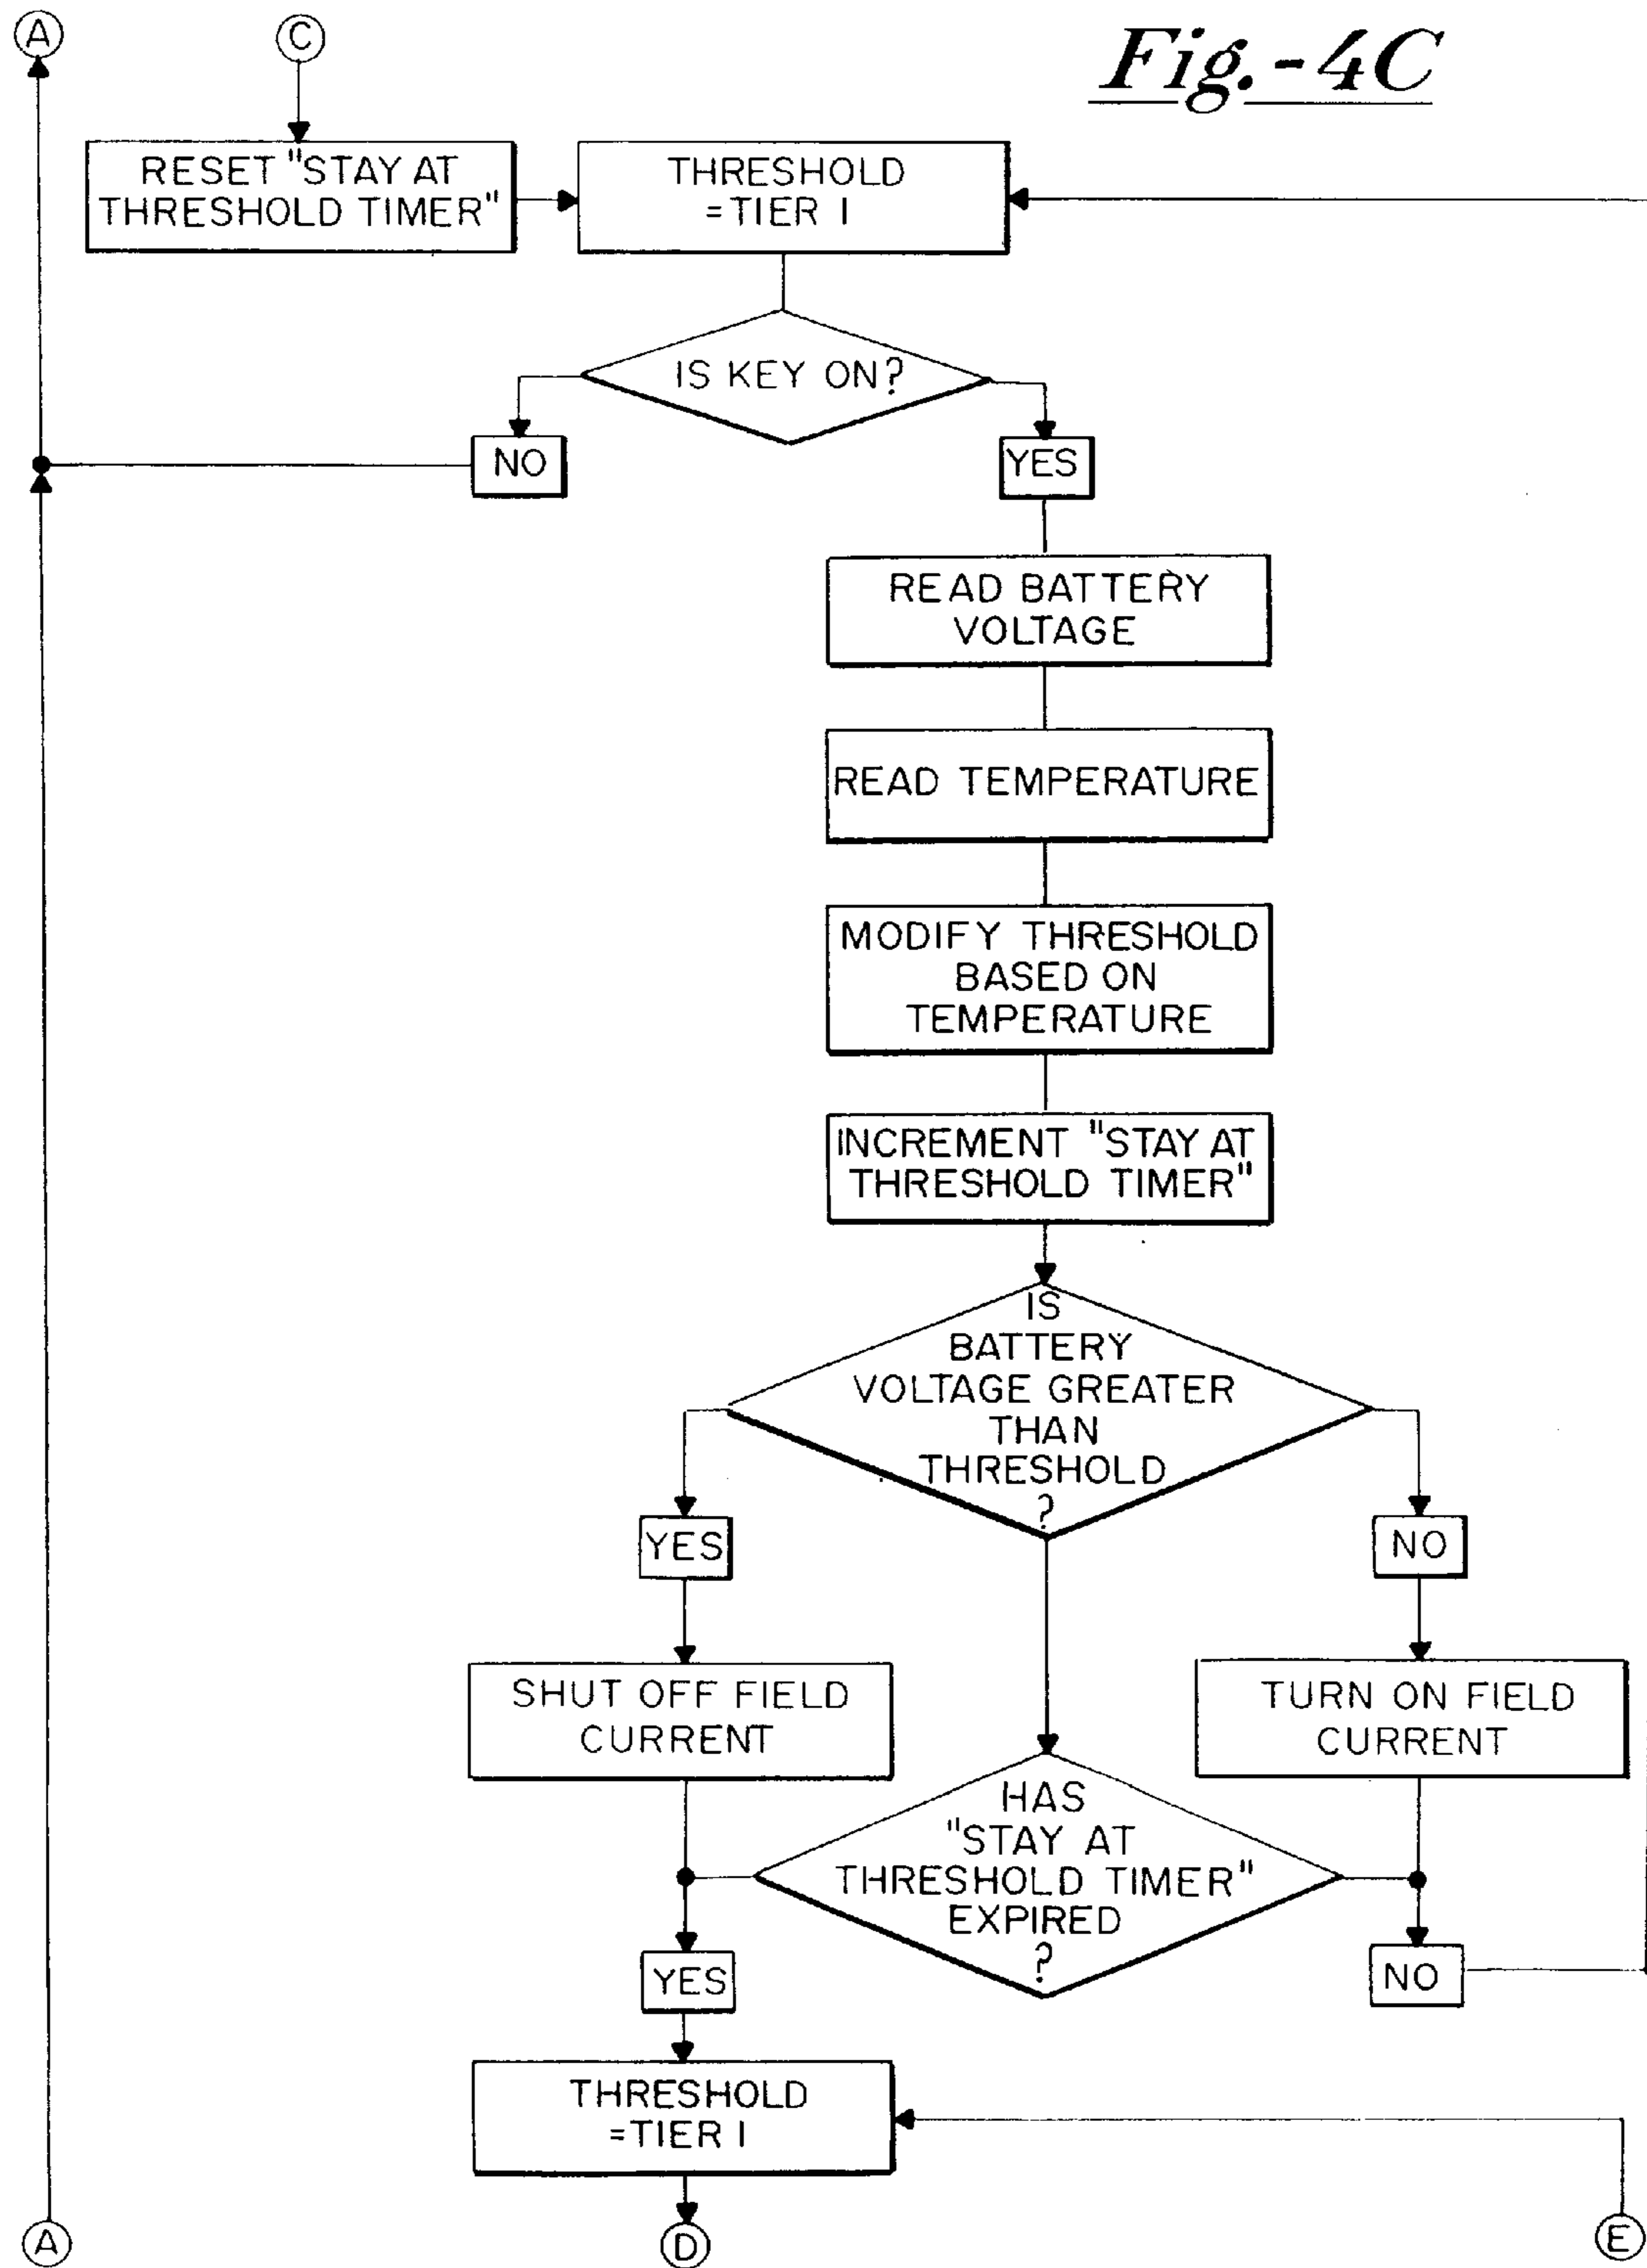 A
C
Fig.-4C
RESET "STAY AT
THRESHOLD TIMER"
THRESHOLD
=TIER I
IS KEY ON?
NO
YES
READ BATTERY
VOLTAGE
READ TEMPERATURE
MODIFY THRESHOLD
BASED ON
TEMPERATURE
INCREMENT "STAY AT
THRESHOLD TIMER"
IS
BATTERY
VOLTAGE GREATER
THAN
THRESHOLD
?
YES
NO
SHUT OFF FIELD
CURRENT
TURN ON FIELD
CURRENT
HAS
"STAY AT
THRESHOLD TIMER"
EXPIRED
?
YES
NO
THRESHOLD
=TIER I
A
D
E